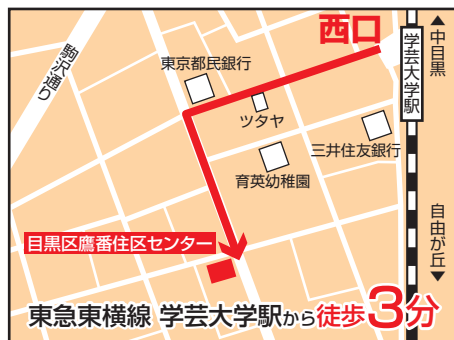 西口
▲中目黒
学芸大学駅
駒沢通り
東京都民銀行
ツタヤ
三井住友銀行
育英幼稚園
自由が丘▼
目黒区鷹番住区センター
東急東横線 学芸大学駅から徒歩3分